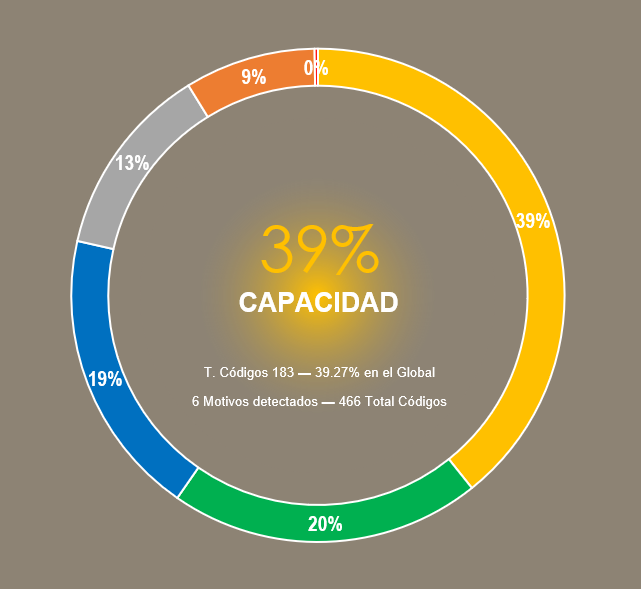 0%
9%
13%
39%
39%
CAPACIDAD
T. Códigos 183 — 39.27% en el Global
19%
6 Motivos detectados — 466 Total Códigos
20%